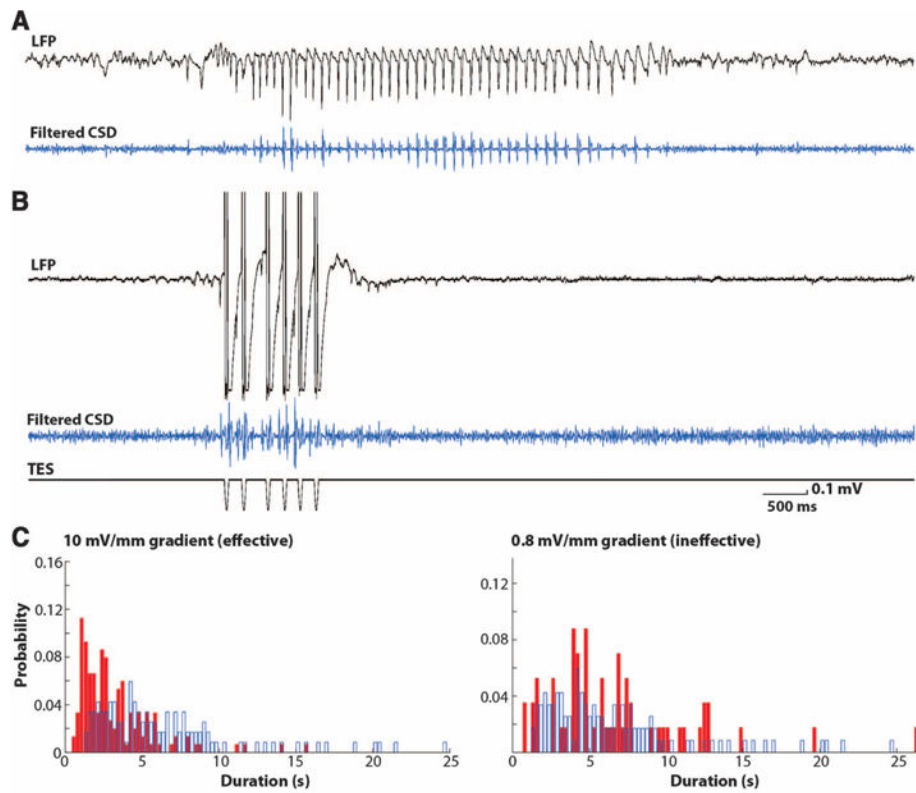 A
LFP
Filtered CSD
B
LFP
Filtered CSD
TES
0.1 mV
500 ms
C
10 mV/mm gradient (effective)
0.8 mV/mm gradient (ineffective)
0.16
0.12
0.08
0.04
0
Probability
0 5 10 15 20 25
Duration (s)
0.12
0.08
0.04
0 5 10 15 20 25
Duration (s)